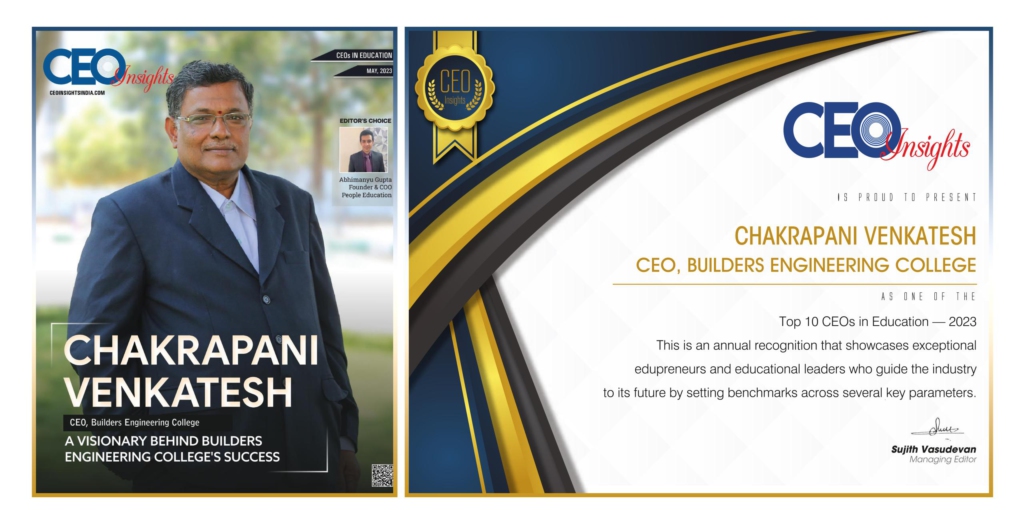 CEO Insights
CEOINSIGHTSINDIA.COM
CEOs IN EDUCATION
MAY, 2023
EDITOR'S CHOICE
Abhimanyu Gupta
Founder & COO
People Education
CHAKRAPANI
VENKATESH
CEO, Builders Engineering College
A VISIONARY BEHIND BUILDERS
ENGINEERING COLLEGE'S SUCCESS
CEO
Insights
CEO Insights
IS PROUD TO PRESENT
CHAKRAPANI VENKATESH
CEO, BUILDERS ENGINEERING COLLEGE
AS ONE OF THE
Top 10 CEOs in Education — 2023
This is an annual recognition that showcases exceptional
edupreneurs and educational leaders who guide the industry
to its future by setting benchmarks across several key parameters.
Sujith Vasudevan
Managing Editor